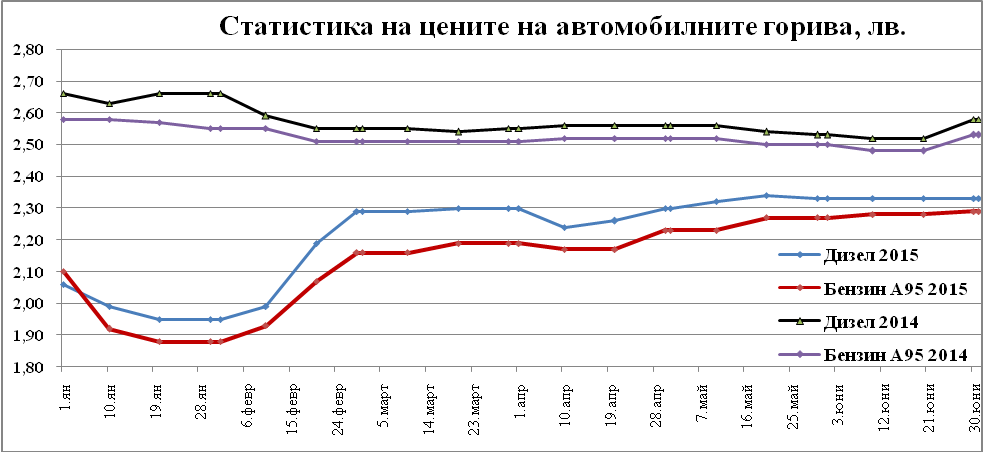 Статистика на цените на автомобилните горива, лв.
2,80
2,70
2,60
2,50
2,40
2,30
2,20
2,10
2,00
1,90
1,80
Дизел 2015
Бензин А95 2015
Дизел 2014
Бензин А95 2014
1.ян
10.ян
19.ян
28.ян
6.февр
15.февр
24.февр
5.март
14.март
23.март
1.апр
10.апр
19.апр
28.апр
7.май
16.май
25.май
3.юни
12.юни
21.юни
30.юни